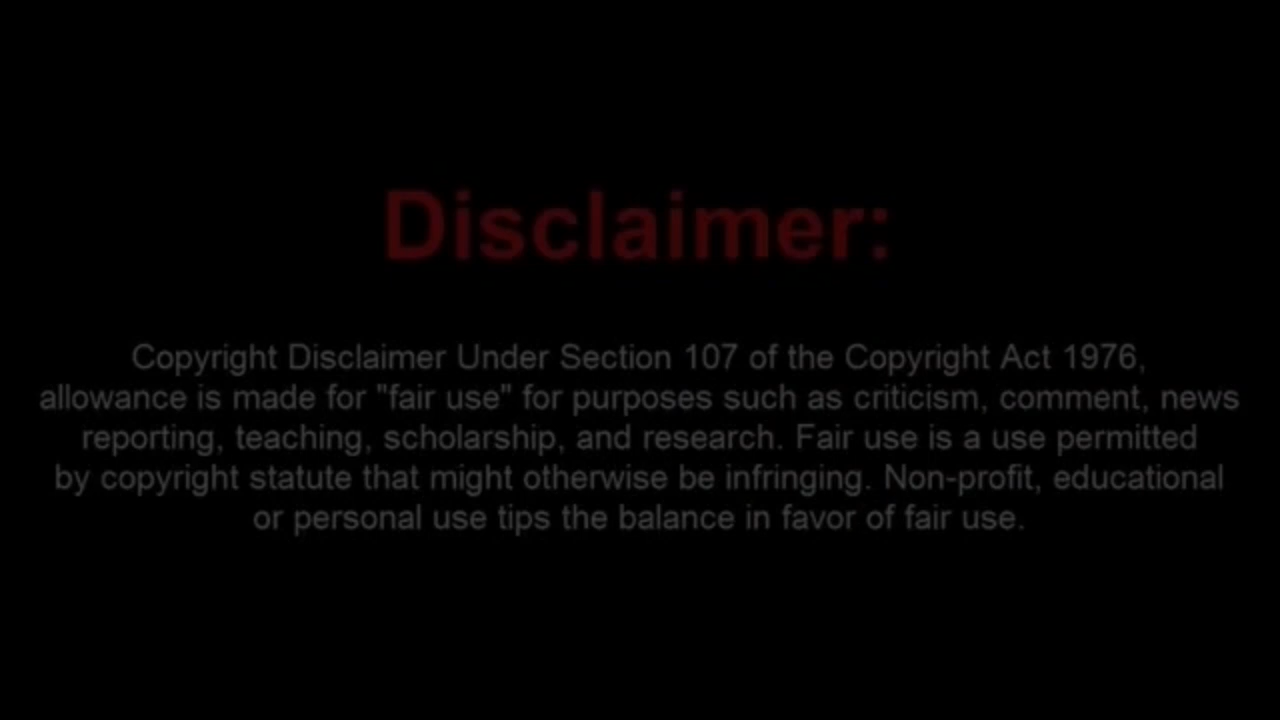 Disclaimer:
Copyright Disclaimer Under Section 107 of the Copyright Act 1976,
allowance is made for "fair use" for purposes such as criticism, comment, news
reporting, teaching, scholarship, and research. Fair use is a use permitted
by copyright statute that might otherwise be infringing. Non-profit, educational
or personal use tips the balance in favor of fair use.